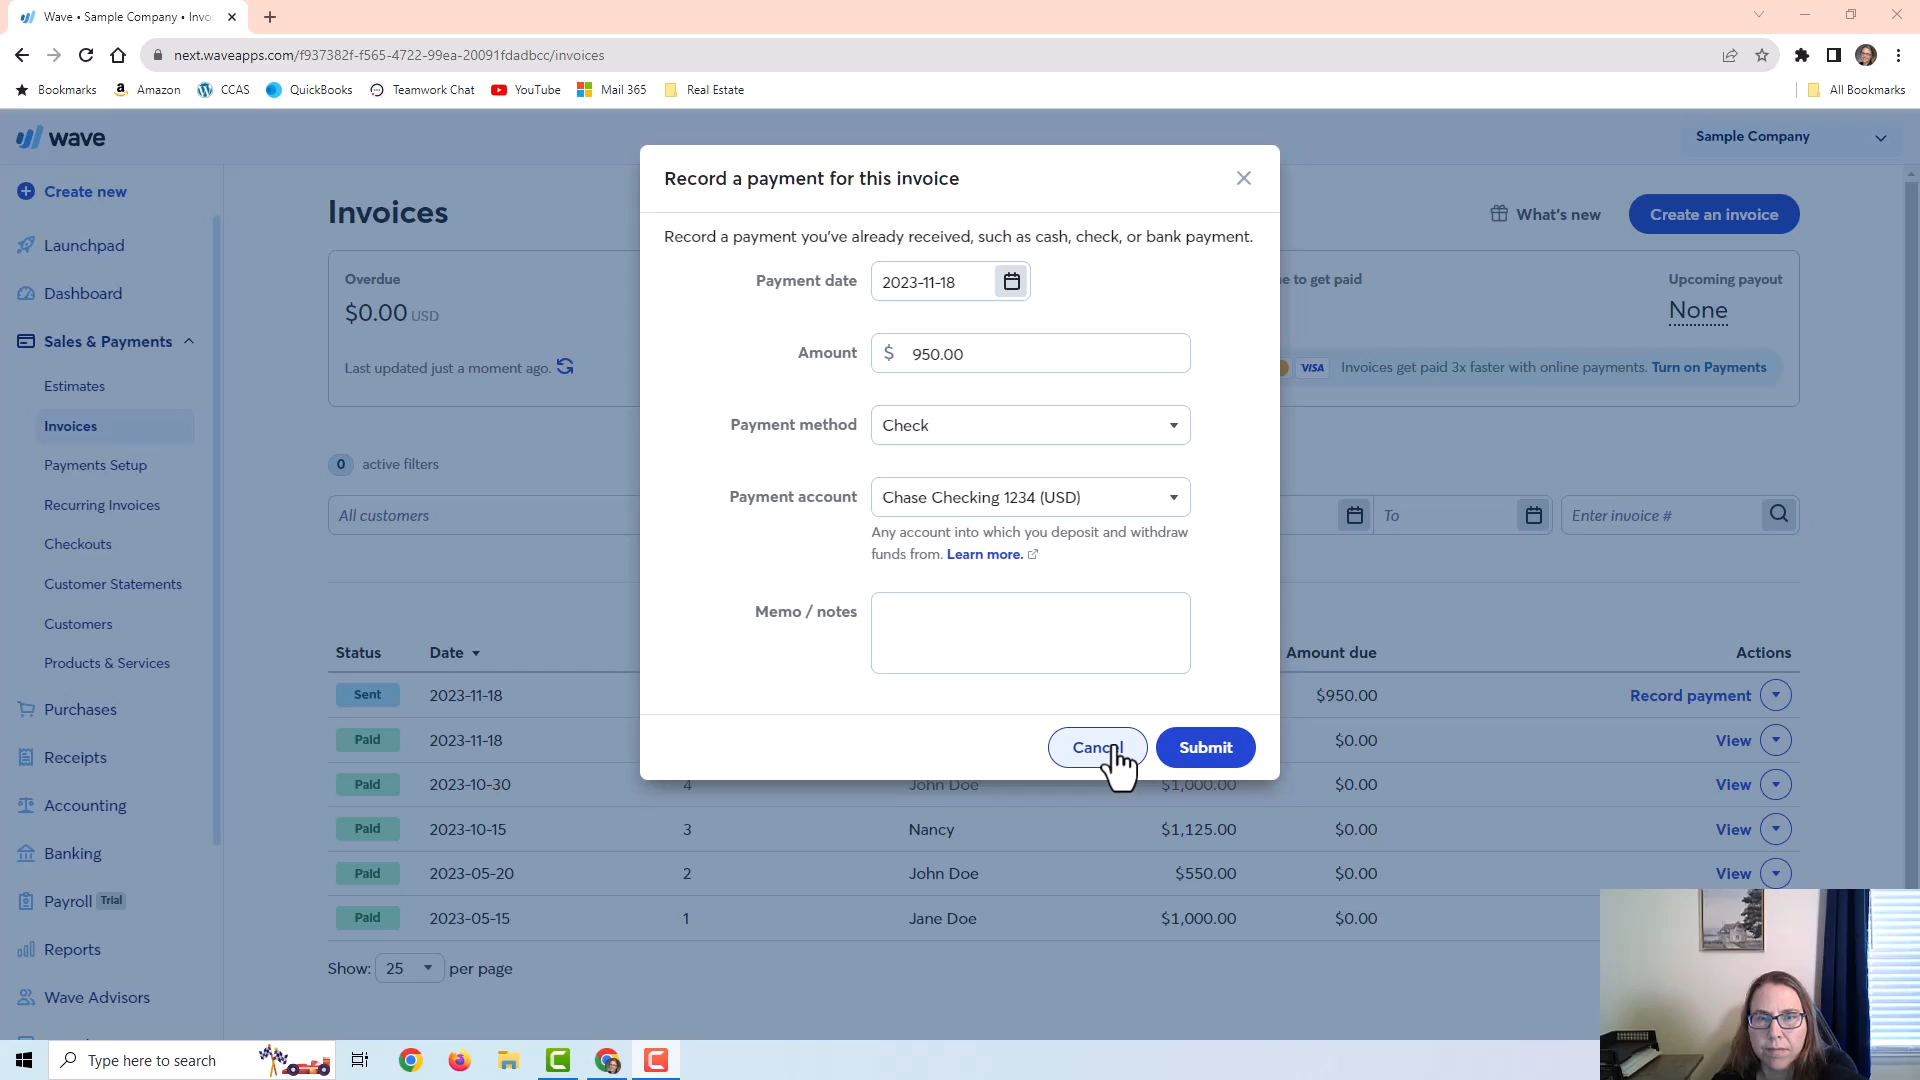 Wave • Sample Company • Invo
next.waveapps.com/f937382f-f565-4722-99ea-20091fdadbcc/invoices
Bookmarks Amazon CCAS QuickBooks Teamwork Chat YouTube Mail 365 Real Estate All Bookmarks
wave
Sample Company
Create new
Launchpad
Dashboard
Sales & Payments
Estimates
Invoices
Payments Setup
Recurring Invoices
Checkouts
Customer Statements
Customers
Products & Services
Purchases
Receipts
Accounting
Banking
Payroll Trial
Reports
Wave Advisors
Invoices
What's new
Create an invoice
Overdue
$0.00 USD
Last updated just a moment ago.
e to get paid
Upcoming payout
None
VISA Invoices get paid 3x faster with online payments. Turn on Payments
0 active filters
All customers
To
Enter invoice #
Record a payment for this invoice
Record a payment you've already received, such as cash, check, or bank payment.
Payment date 2023-11-18
Amount $ 950.00
Payment method Check
Payment account Chase Checking 1234 (USD)
Any account into which you deposit and withdraw
funds from. Learn more.
Memo / notes
Cancel Submit
Status Date Amount due Actions
Sent 2023-11-18 $950.00 Record payment
Paid 2023-11-18 $0.00 View
Paid 2023-10-30 4 John Doe $1,000.00 $0.00 View
Paid 2023-10-15 3 Nancy $1,125.00 $0.00 View
Paid 2023-05-20 2 John Doe $550.00 $0.00 View
Paid 2023-05-15 1 Jane Doe $1,000.00 $0.00
Show: 25 per page
Type here to search